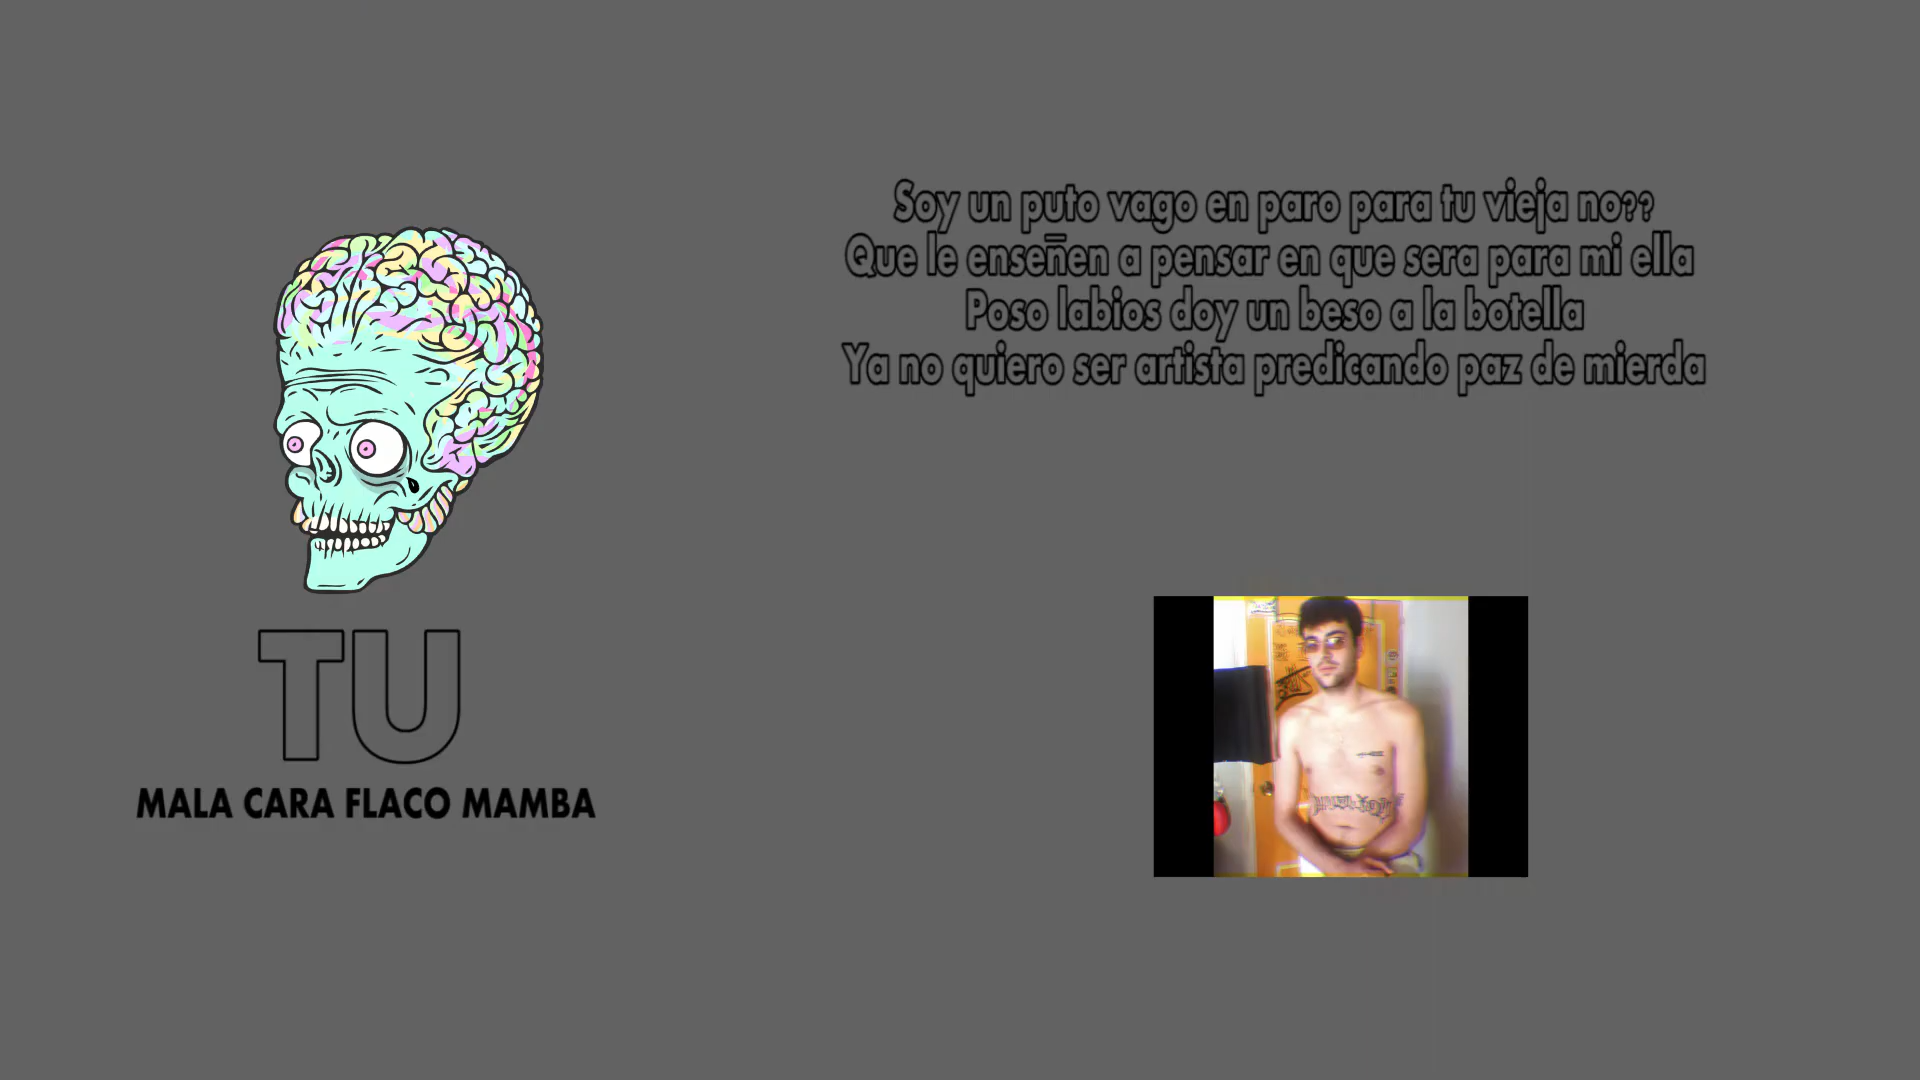 Soy un puto vago en paro para tu vieja no??
Que le enseñen a pensar en que sera para mi ella
Poso labios doy un beso a la botella
Ya no quiero ser artista predicando paz de mierda
TU
MALA CARA FLACO MAMBA